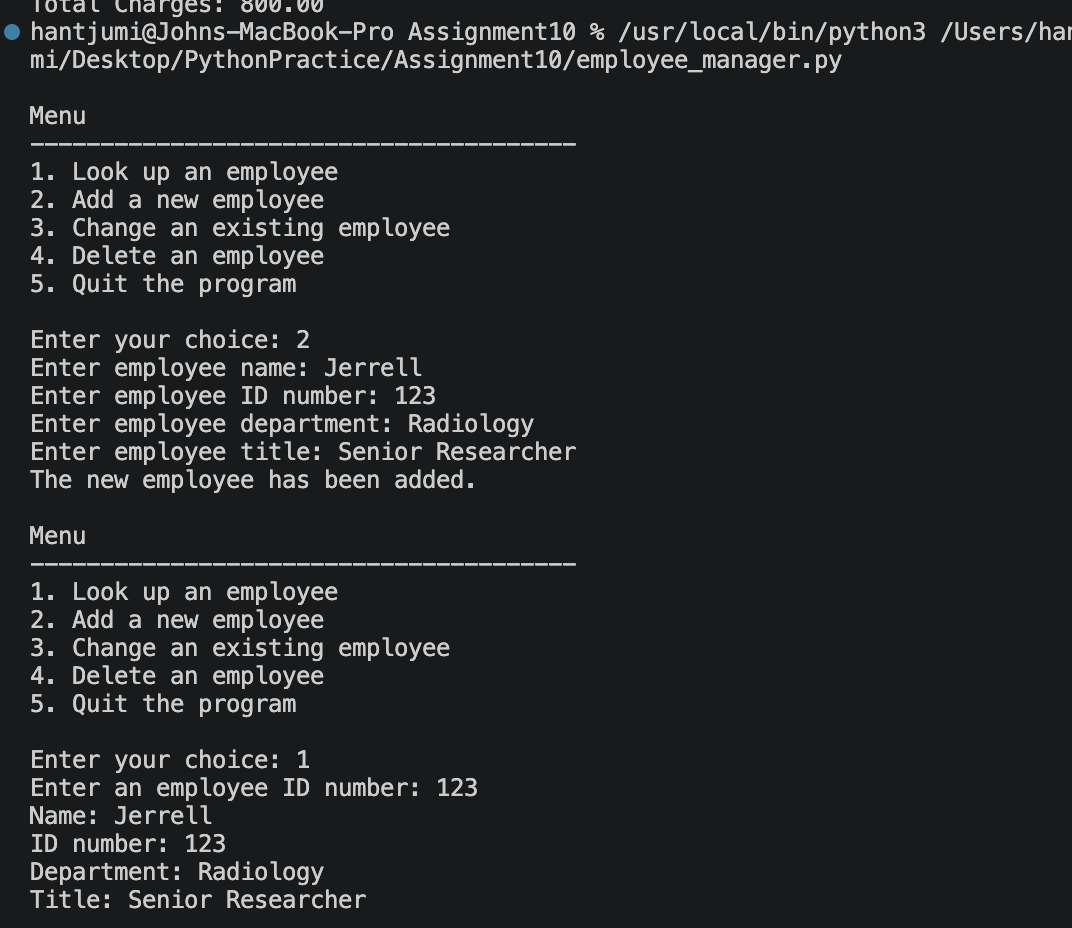 Total Charges: 800.00
hantjumi@Johns-MacBook-Pro Assignment10 % /usr/local/bin/python3 /Users/han
mi/Desktop/PythonPractice/Assignment10/employee_manager.py
Menu
---------------------------------------
1. Look up an employee
2. Add a new employee
3. Change an existing employee
4. Delete an employee
5. Quit the program
Enter your choice: 2
Enter employee name: Jerrell
Enter employee ID number: 123
Enter employee department: Radiology
Enter employee title: Senior Researcher
The new employee has been added.
Menu
---------------------------------------
1. Look up an employee
2. Add a new employee
3. Change an existing employee
4. Delete an employee
5. Quit the program
Enter your choice: 1
Enter an employee ID number: 123
Name: Jerrell
ID number: 123
Department: Radiology
Title: Senior Researcher